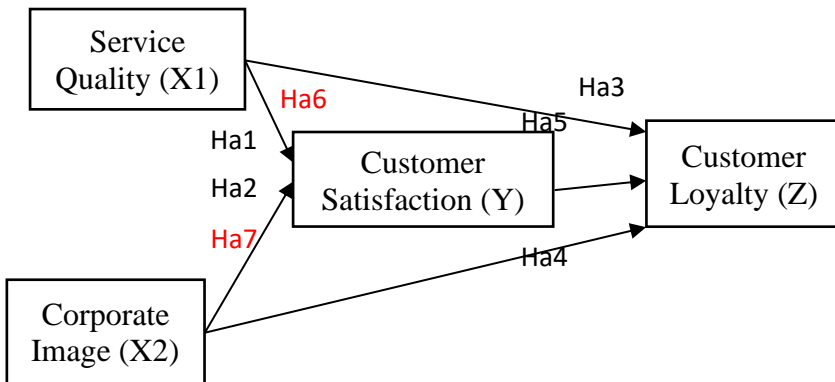 Service
Quality (X1)
Ha6
Ha3
Ha5
Ha1
Customer
Satisfaction (Y)
Customer
Loyalty (Z)
Ha2
Ha7
Ha4
Corporate
Image (X2)